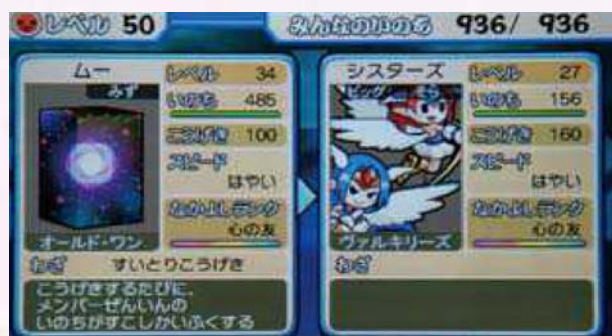 レベル 50 みんなのいのち 936/ 936
ムー
みず
レベル 34
いのち 485
こうげき 100
スピード
はやい
なかよしランク
心の友
オールド・ワン
わざ すいとりこうげき
こうげきするたびに、
メンバーぜんいんの
いのちがすこしかいふくする
シスターズ
ビッグ
レベル 27
いのち 156
こうげき 160
スピード
はやい
なかよしランク
心の友
ヴァルキリーズ
わざ